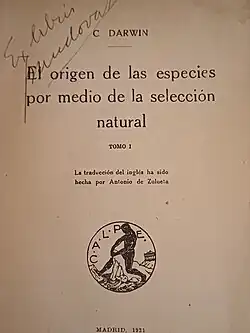 Ex libris
C DARWIN
El origen de las especies
por medio de la selección
natural
TOMO I
La traducción del inglés ha sido
hecha por Antonio de Zulueta
CALPE
MADRID, 1921